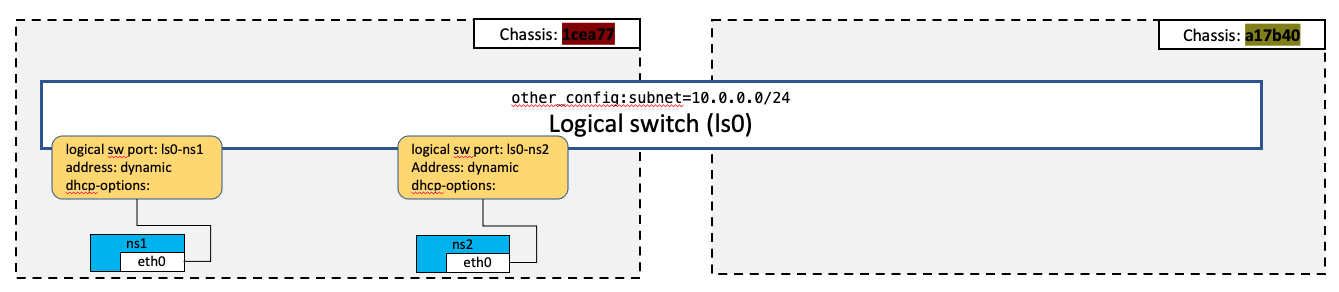 Chassis: 1cea77
Chassis: a17b40
other_config:subnet=10.0.0.0/24
Logical switch (ls0)
logical sw port: ls0-ns1
address: dynamic
dhcp-options:
logical sw port: ls0-ns2
Address: dynamic
dhcp-options:
ns1
eth0
ns2
eth0